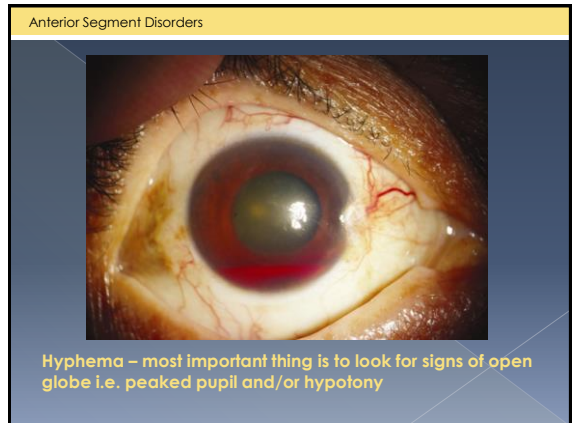 Anterior Segment Disorders
Hyphema – most important thing is to look for signs of open
globe i.e. peaked pupil and/or hypotony